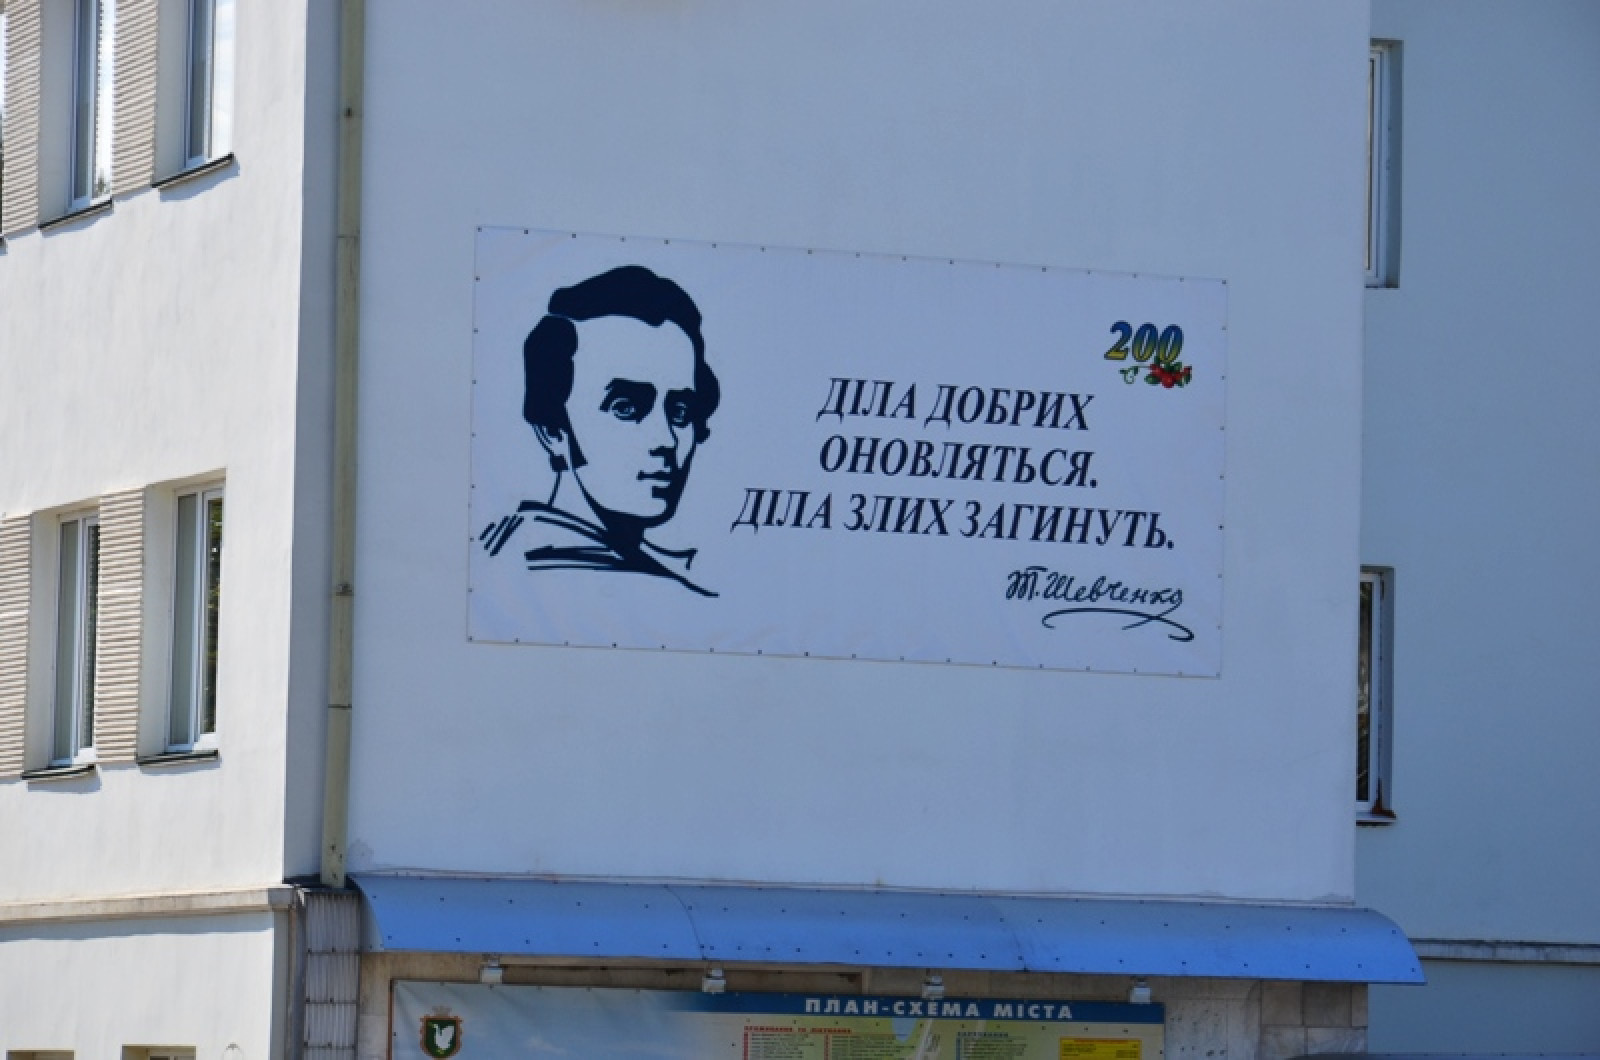 200
ДІЛА ДОБРИХ
ОНОВЛЯТЬСЯ.
ДІЛА ЗЛИХ ЗАГИНУТЬ.
Т. Шевченко
ПЛАН-СХЕМА МІСТА